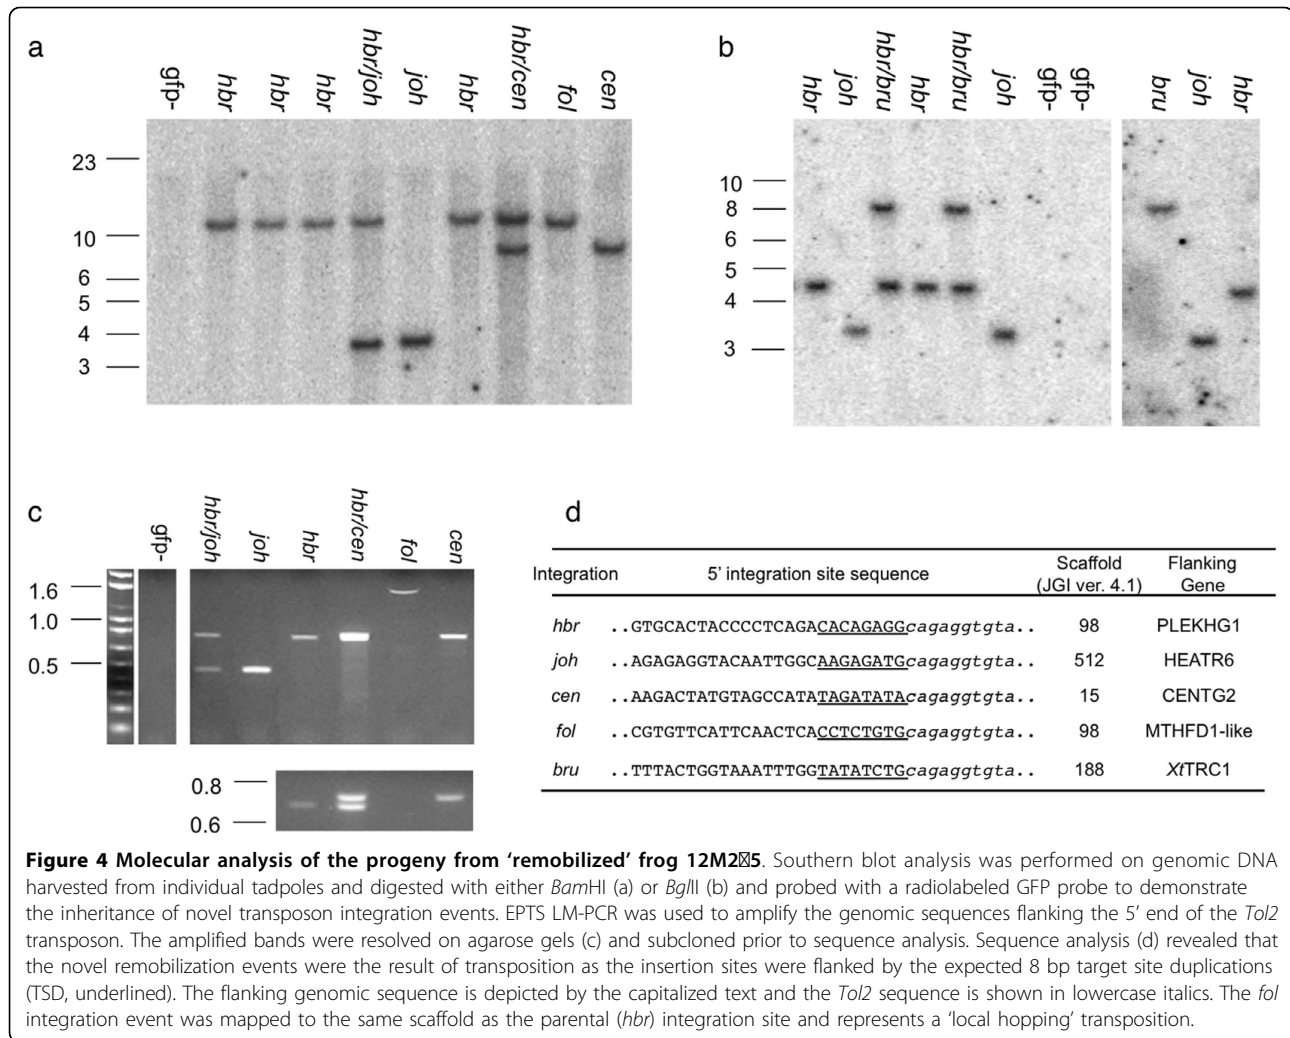 a
gfp-
hbr
hbr
hbr
hbr/joh
joh
hbr
hbr/cen
fol
cen
23
10
6
5
4
3
b
hbr
joh
hbr/bru
hbr
hbr/bru
joh
gfp-
gfp-
bru
joh
hbr
10
8
6
5
4
3
c
gfp-
hbr/joh
joh
hbr
hbr/cen
fol
cen
1.6
1.0
0.5
0.8
0.6
d
Integration 5' integration site sequence Scaffold (JGI ver. 4.1) Flanking Gene
hbr ..GTGCACTACCCCTCAGACACAGAGGcagaggtgta.. 98 PLEKHG1
joh ..AGAGAGGTACAATTGGCAAGAGATGcagaggtgta.. 512 HEATR6
cen ..AAGACTATGTAGCCATATAGATATAcagaggtgta.. 15 CENTG2
fol ..CGTGTTCATTCAACTCACCTCTGTGcagaggtgta.. 98 MTHFD1-like
bru ..TTTACTGGTAAATTTGGTATATCTGcagaggtgta.. 188 XtTRC1
Figure 4 Molecular analysis of the progeny from ‘remobilized’ frog 12M2☒5. Southern blot analysis was performed on genomic DNA
harvested from individual tadpoles and digested with either BamHI (a) or BglII (b) and probed with a radiolabeled GFP probe to demonstrate
the inheritance of novel transposon integration events. EPTS LM-PCR was used to amplify the genomic sequences flanking the 5’ end of the Tol2
transposon. The amplified bands were resolved on agarose gels (c) and subcloned prior to sequence analysis. Sequence analysis (d) revealed that
the novel remobilization events were the result of transposition as the insertion sites were flanked by the expected 8 bp target site duplications
(TSD, underlined). The flanking genomic sequence is depicted by the capitalized text and the Tol2 sequence is shown in lowercase italics. The fol
integration event was mapped to the same scaffold as the parental (hbr) integration site and represents a ‘local hopping’ transposition.